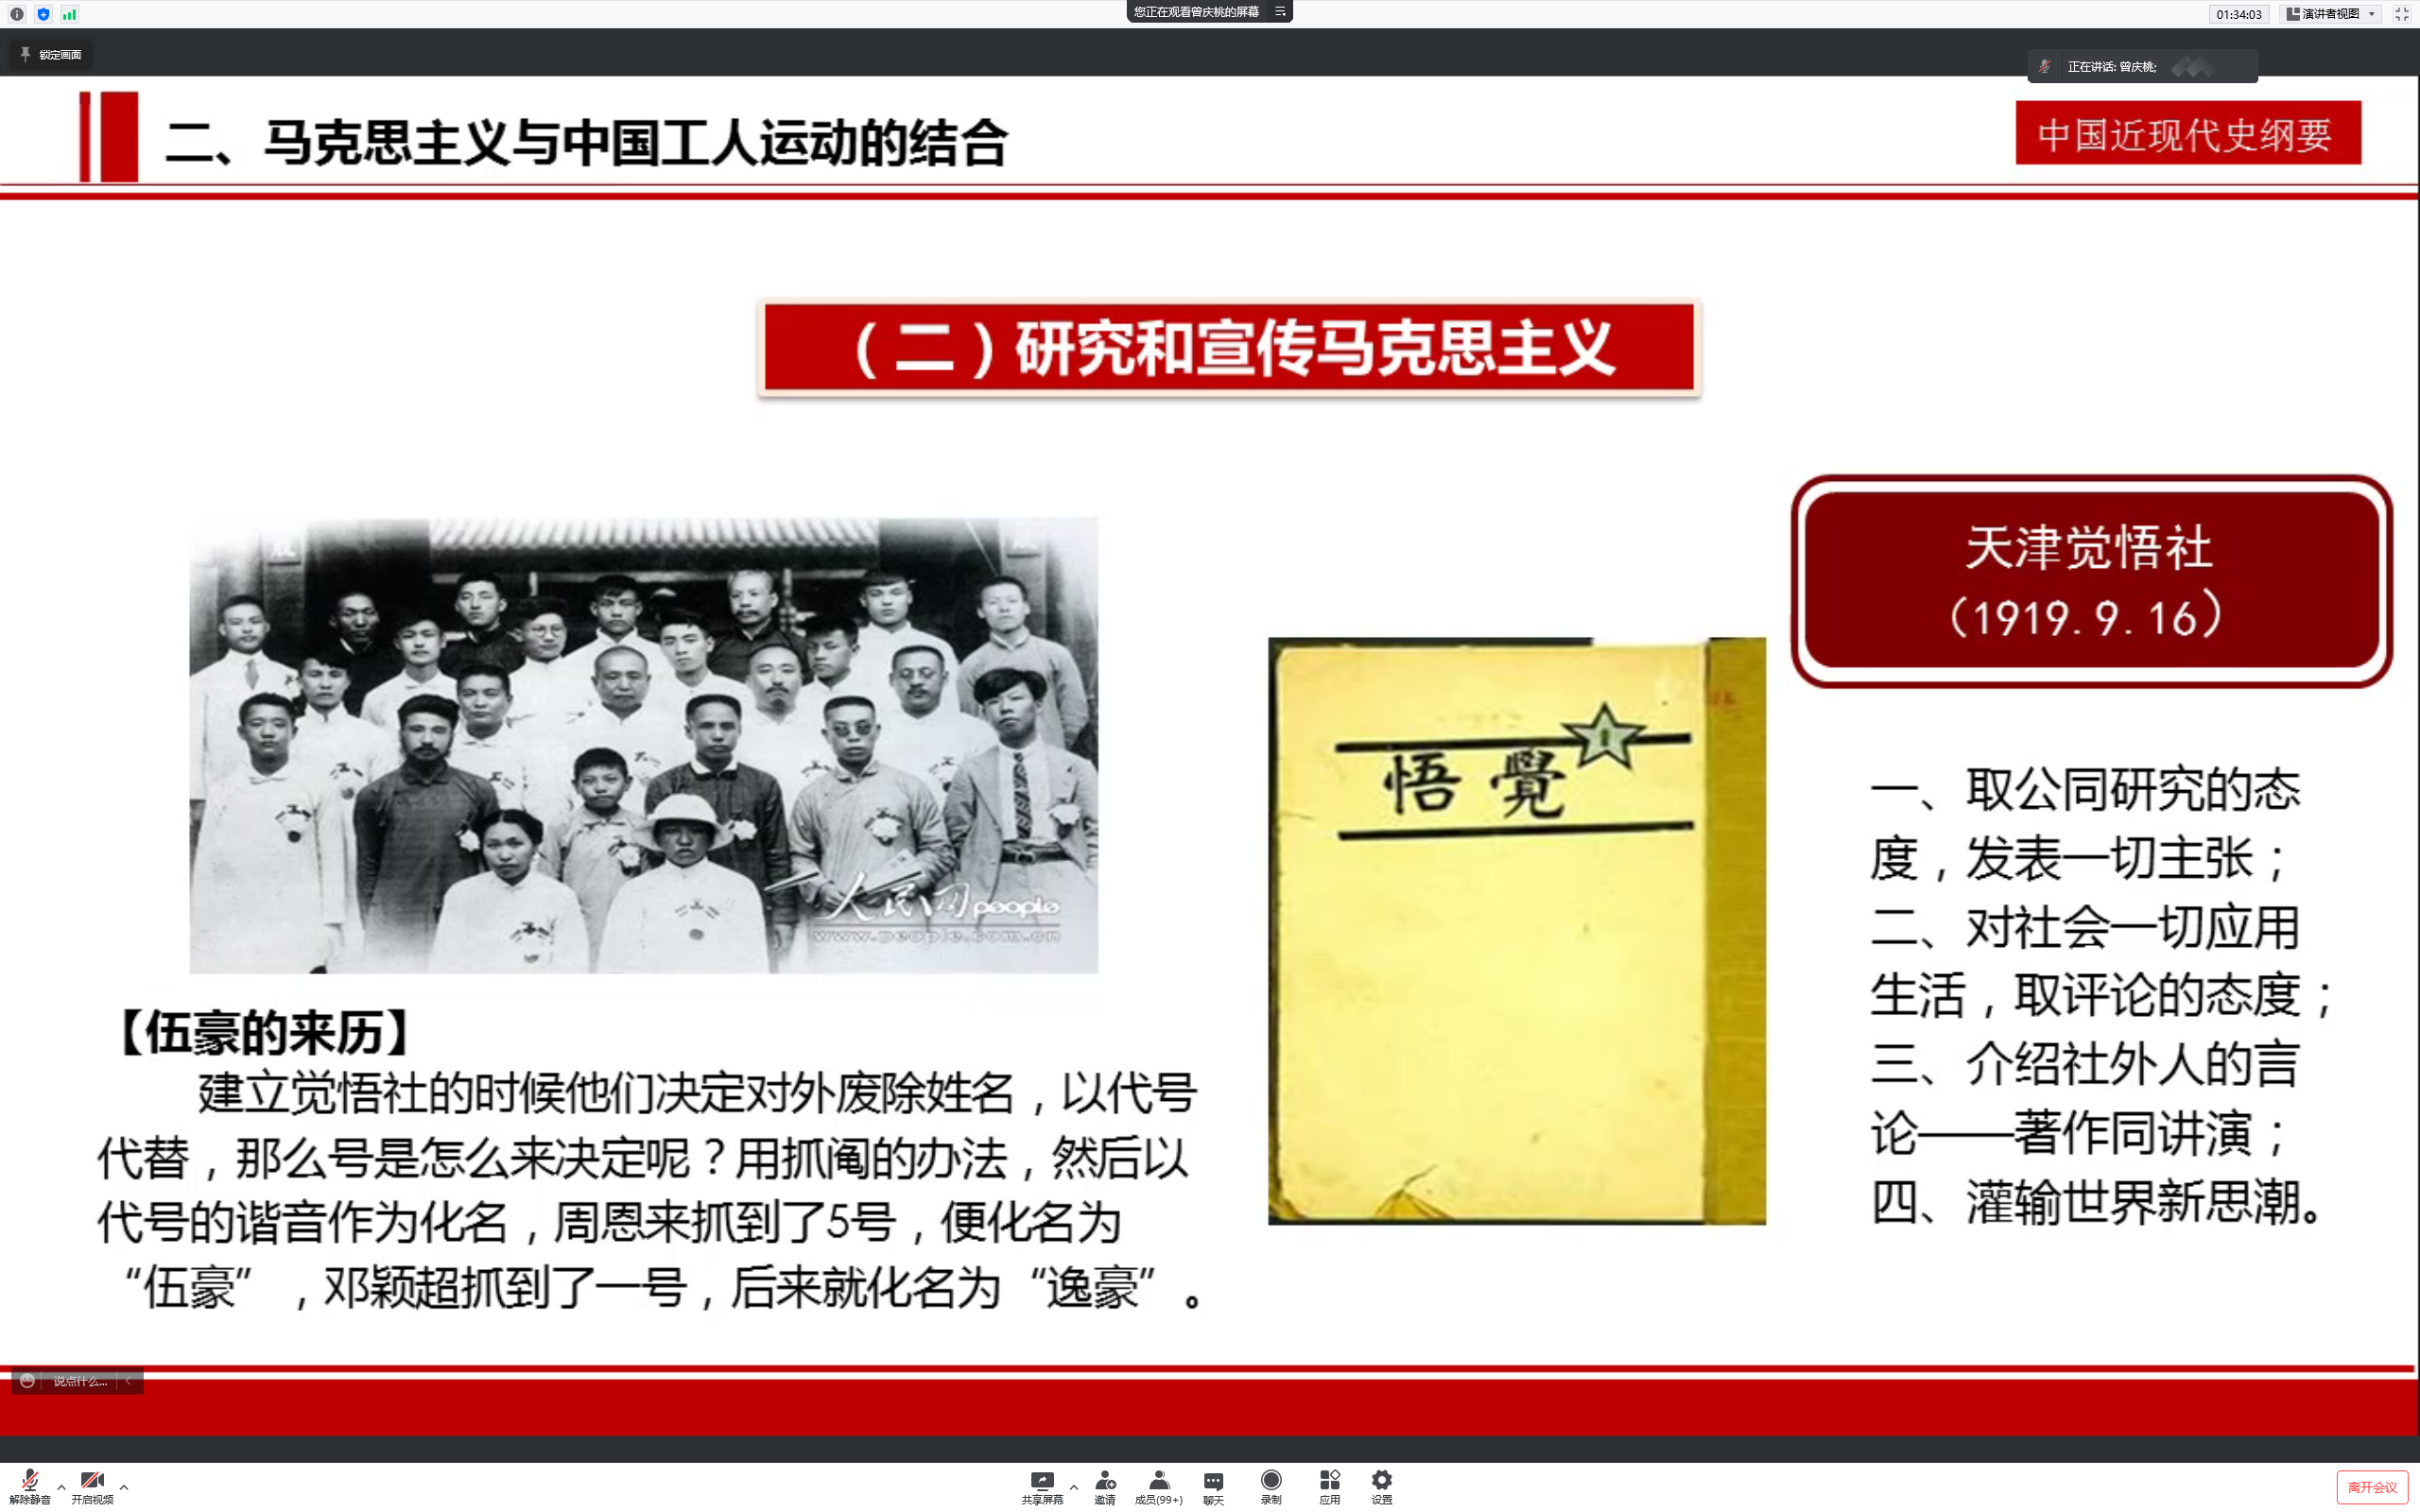 您正在观看曾庆桃的屏幕
01:34:03
演讲者视图
锁定画面
正在讲话: 曾庆桃;
二、马克思主义与中国工人运动的结合
中国近现代史纲要
（二）研究和宣传马克思主义
天津觉悟社
（1919.9.16）
悟覺
人民网 people
www.people.com.cn
一、取公同研究的态
度，发表一切主张；
二、对社会一切应用
生活，取评论的态度；
三、介绍社外人的言
论——著作同讲演；
四、灌输世界新思潮。
【伍豪的来历】
建立觉悟社的时候他们决定对外废除姓名，以代号
代替，那么号是怎么来决定呢？用抓阄的办法，然后以
代号的谐音作为化名，周恩来抓到了5号，便化名为
“伍豪”，邓颖超抓到了一号，后来就化名为“逸豪”。
说点什么...
解除静音
开启视频
共享屏幕
邀请
成员(99+)
聊天
录制
应用
设置
离开会议